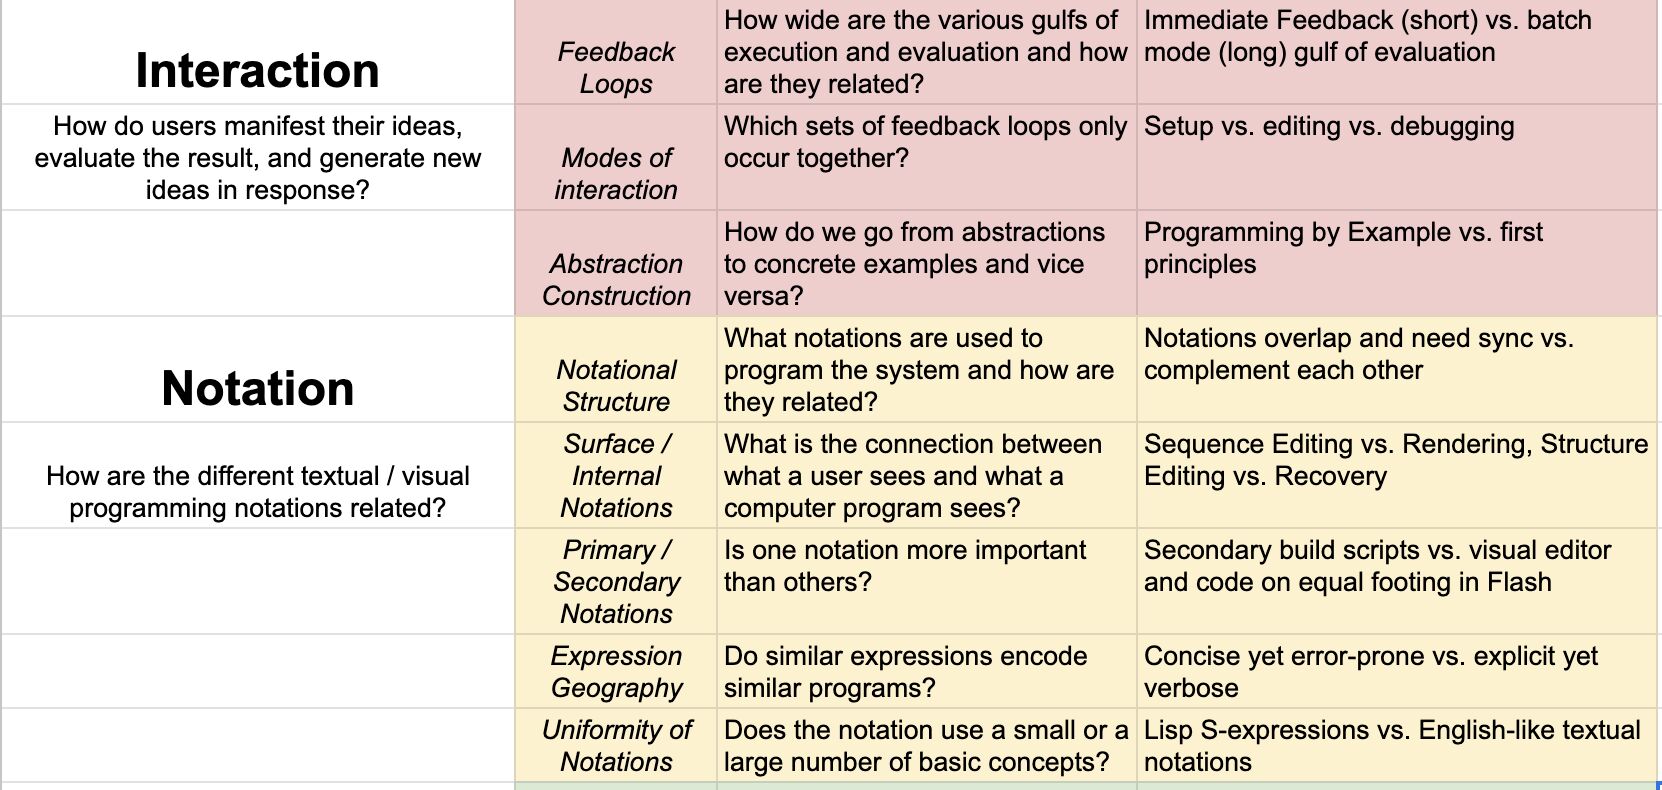 Interaction
Feedback
Loops
How wide are the various gulfs of
execution and evaluation and how
are they related?
Immediate Feedback (short) vs. batch
mode (long) gulf of evaluation
How do users manifest their ideas,
evaluate the result, and generate new
ideas in response?
Modes of
interaction
Which sets of feedback loops only
occur together?
Setup vs. editing vs. debugging
Abstraction
Construction
How do we go from abstractions
to concrete examples and vice
versa?
Programming by Example vs. first
principles
Notation
Notational
Structure
What notations are used to
program the system and how are
they related?
Notations overlap and need sync vs.
complement each other
How are the different textual / visual
programming notations related?
Surface /
Internal
Notations
What is the connection between
what a user sees and what a
computer program sees?
Sequence Editing vs. Rendering, Structure
Editing vs. Recovery
Primary /
Secondary
Notations
Is one notation more important
than others?
Secondary build scripts vs. visual editor
and code on equal footing in Flash
Expression
Geography
Do similar expressions encode
similar programs?
Concise yet error-prone vs. explicit yet
verbose
Uniformity of
Notations
Does the notation use a small or a
large number of basic concepts?
Lisp S-expressions vs. English-like textual
notations